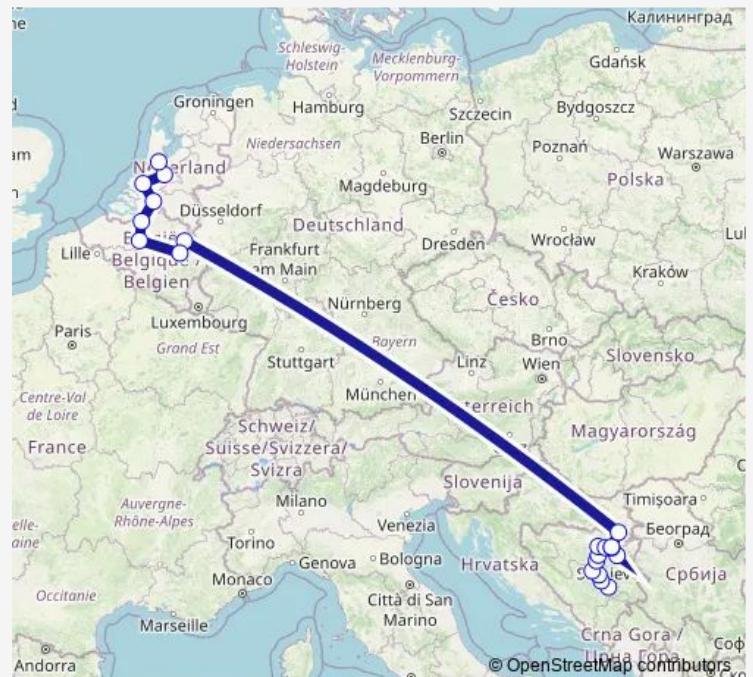 Калининград
Schleswig-
Holstein
Mecklenburg-
Vorpommern
Gdańsk
Groningen
Hamburg
Szczecin
Bydgoszcz
Niedersachsen
Berlin
Poznań
Warszawa
Polska
Magdeburg
Düsseldorf
Deutschland
Dresden
Wrocław
Lille
Belgien
Frankfurt
am Main
Kraków
Česko
Luxembourg
Nürnberg
Paris
Grand Est
Bayern
Brno
Slovensko
Stuttgart
Linz
Wien
München
Centre-Val
de Loire
France
Schweiz/
Suisse/Svizzera/
Svizra
Magyarország
Slovenija
Milano
Timișoara
Auvergne-
Rhône-Alpes
Venezia
Београд
Torino
Genova
Bologna
Hrvatska
Србија
Monaco
Occitanie
Città di San
Marino
Marseille
Crna Gora /
Црна Гора
Andorra
© OpenStreetMap contributors